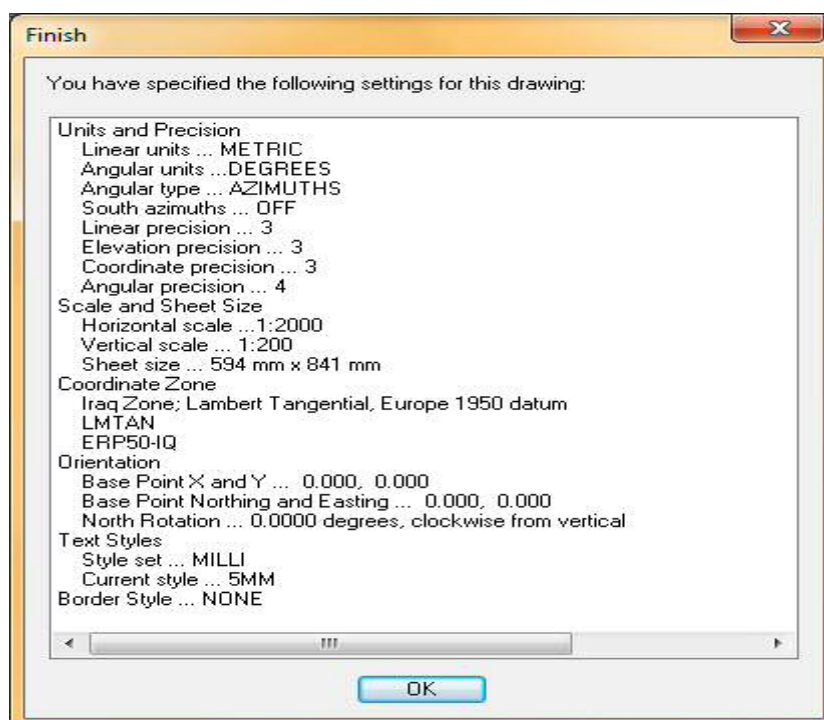 Finish
You have specified the following settings for this drawing:
Units and Precision
Linear units ... METRIC
Angular units ...DEGREES
Angular type ... AZIMUTHS
South azimuths ... OFF
Linear precision ... 3
Elevation precision ... 3
Coordinate precision ... 3
Angular precision ... 4
Scale and Sheet Size
Horizontal scale ...1:2000
Vertical scale ... 1:200
Sheet size ... 594 mm x 841 mm
Coordinate Zone
Iraq Zone; Lambert Tangential, Europe 1950 datum
LMTAN
ERP50-IQ
Orientation
Base Point X and Y ... 0.000, 0.000
Base Point Northing and Easting ... 0.000, 0.000
North Rotation ... 0.0000 degrees, clockwise from vertical
Text Styles
Style set ... MILLI
Current style ... 5MM
Border Style ... NONE
OK